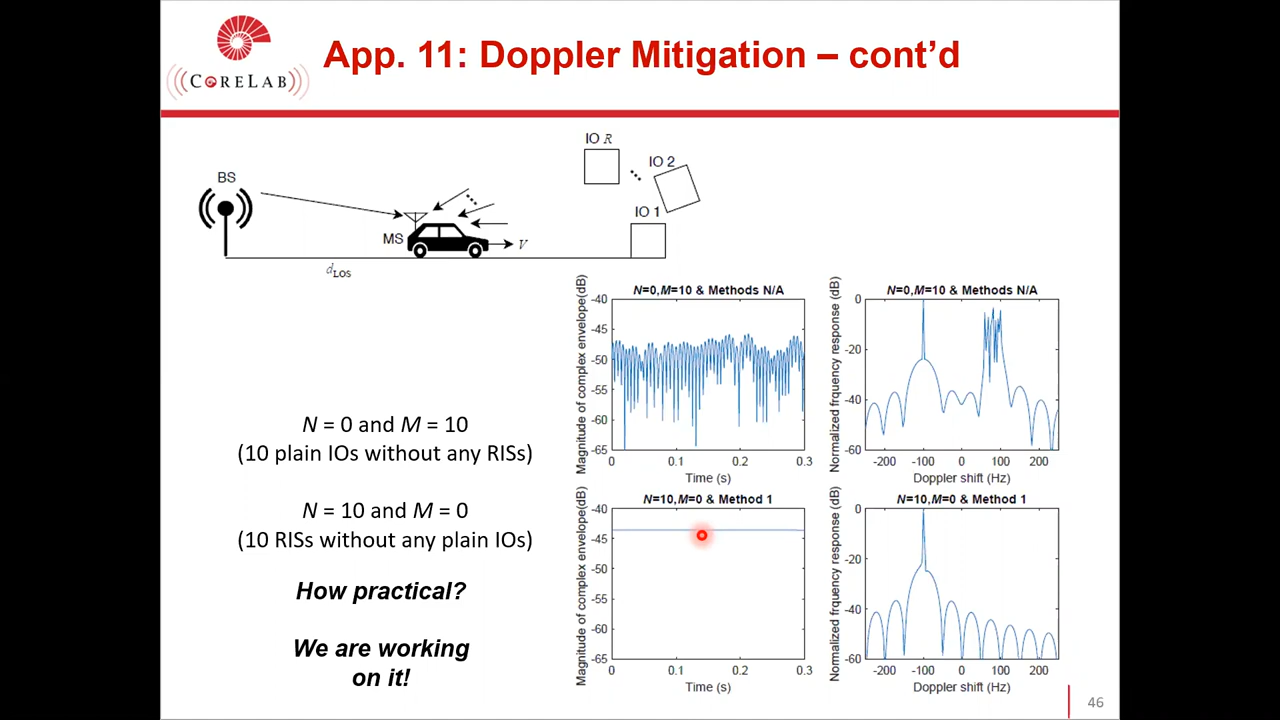 CORELAB
App. 11: Doppler Mitigation – cont’d
BS
MS
V
d LOS
IO R
IO 2
IO 1
N = 0 and M = 10
(10 plain IOs without any RISs)
N = 10 and M = 0
(10 RISs without any plain IOs)
How practical?
We are working
on it!
N=0,M=10 & Methods N/A
Magnitude of complex envelope(dB)
-40
-45
-50
-55
-60
-65
0 0.1 0.2 0.3
Time (s)
N=0,M=10 & Methods N/A
Normalized frquency response (dB)
0
-20
-40
-60
-200 -100 0 100 200
Doppler shift (Hz)
N=10,M=0 & Method 1
Magnitude of complex envelope(dB)
-40
-45
-50
-55
-60
-65
0 0.1 0.2 0.3
Time (s)
N=10,M=0 & Method 1
Normalized frquency response (dB)
0
-20
-40
-60
-200 -100 0 100 200
Doppler shift (Hz)
46